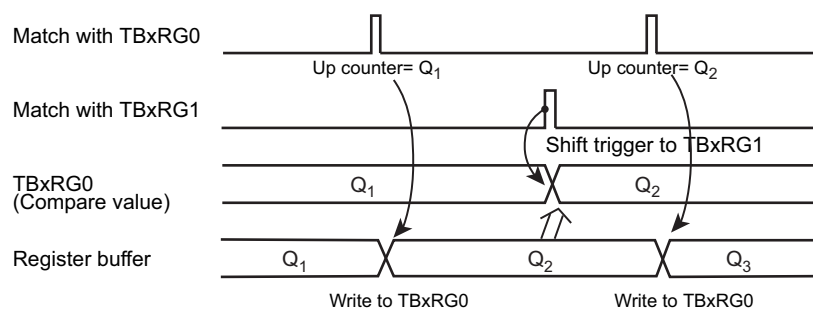 Match with TBxRG0
Up counter= Q1
Up counter= Q2
Match with TBxRG1
Shift trigger to TBxRG1
TBxRG0
(Compare value)
Q1
Q2
Register buffer
Q1
Q2
Q3
Write to TBxRG0
Write to TBxRG0